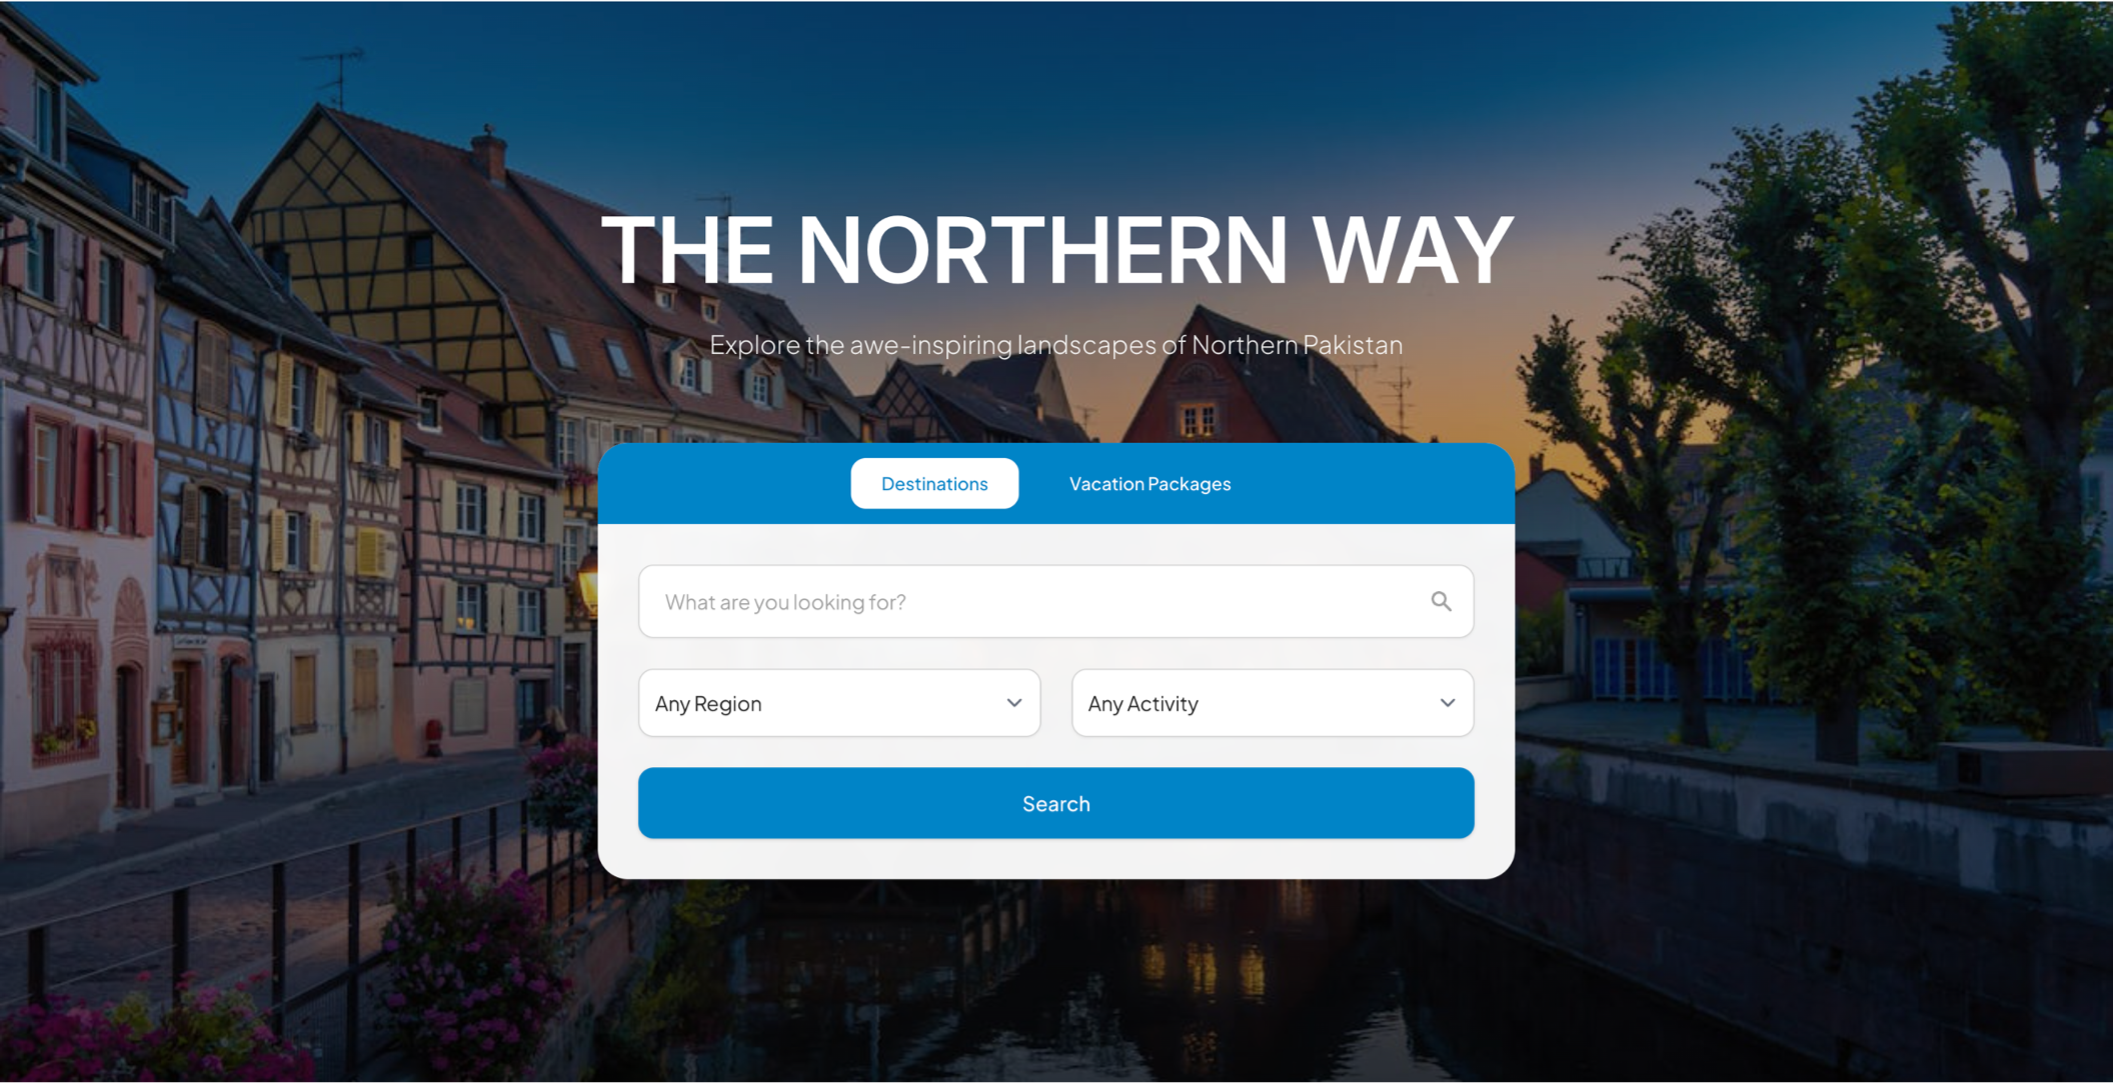 THE NORTHERN WAY
Explore the awe-inspiring landscapes of Northern Pakistan
Destinations
Vacation Packages
What are you looking for?
Any Region
Any Activity
Search